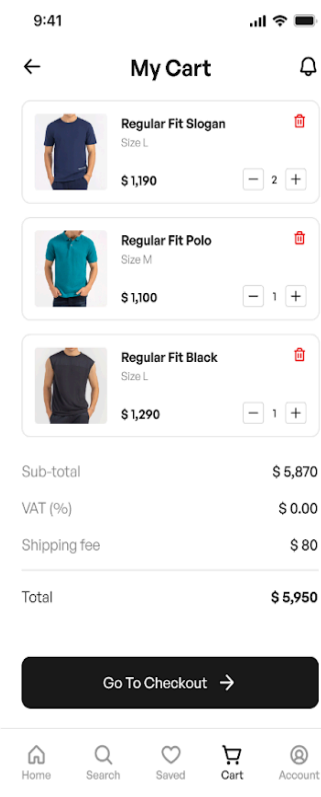 9:41
My Cart
Regular Fit Slogan
Size L
$ 1,190
2
Regular Fit Polo
Size M
$ 1,100
1
Regular Fit Black
Size L
$ 1,290
1
Sub-total $ 5,870
VAT (%) $ 0.00
Shipping fee $ 80
Total $ 5,950
Go To Checkout
Home Search Saved Cart Account